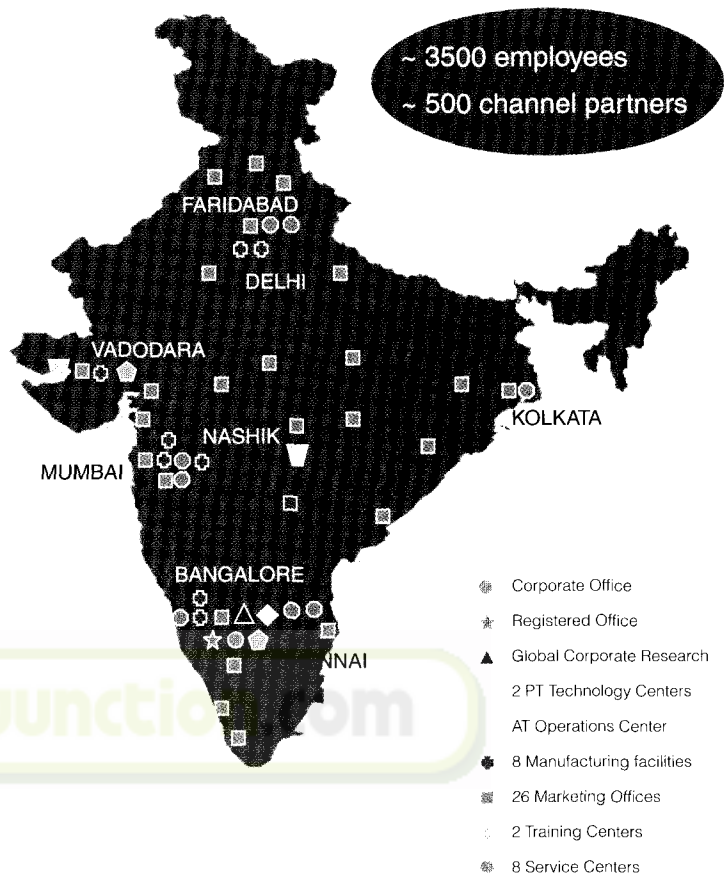 ~ 3500 employees
~ 500 channel partners
FARIDABAD
DELHI
VADODARA
KOLKATA
NASHIK
MUMBAI
BANGALORE
NNAI
junction.com
Corporate Office
Registered Office
Global Corporate Research
2 PT Technology Centers
AT Operations Center
8 Manufacturing facilities
26 Marketing Offices
2 Training Centers
8 Service Centers